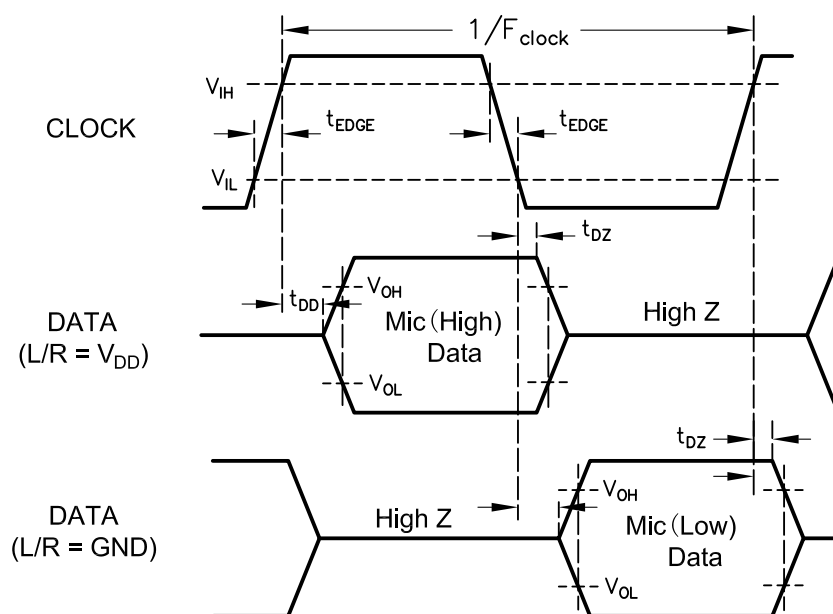 1/Fclock
VIH
CLOCK
tEDGE
tEDGE
VIL
tDZ
tDD
VOH
DATA
(L/R = VDD)
Mic (High)
Data
High Z
VOL
tDZ
DATA
(L/R = GND)
High Z
VOH
Mic (Low)
Data
VOL